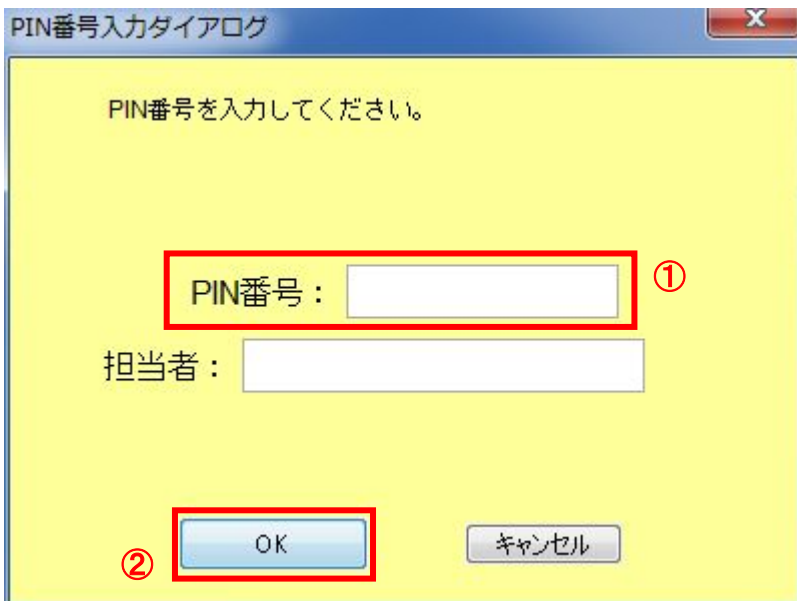 PIN番号入力ダイアログ
x
PIN番号を入力してください。
PIN番号： ①
担当者：
② OK キャンセル